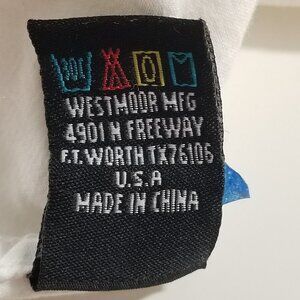 WESTMOOR MFG
4901 N FREEWAY
F.T. WORTH TX76106
U.S.A
MADE IN CHINA